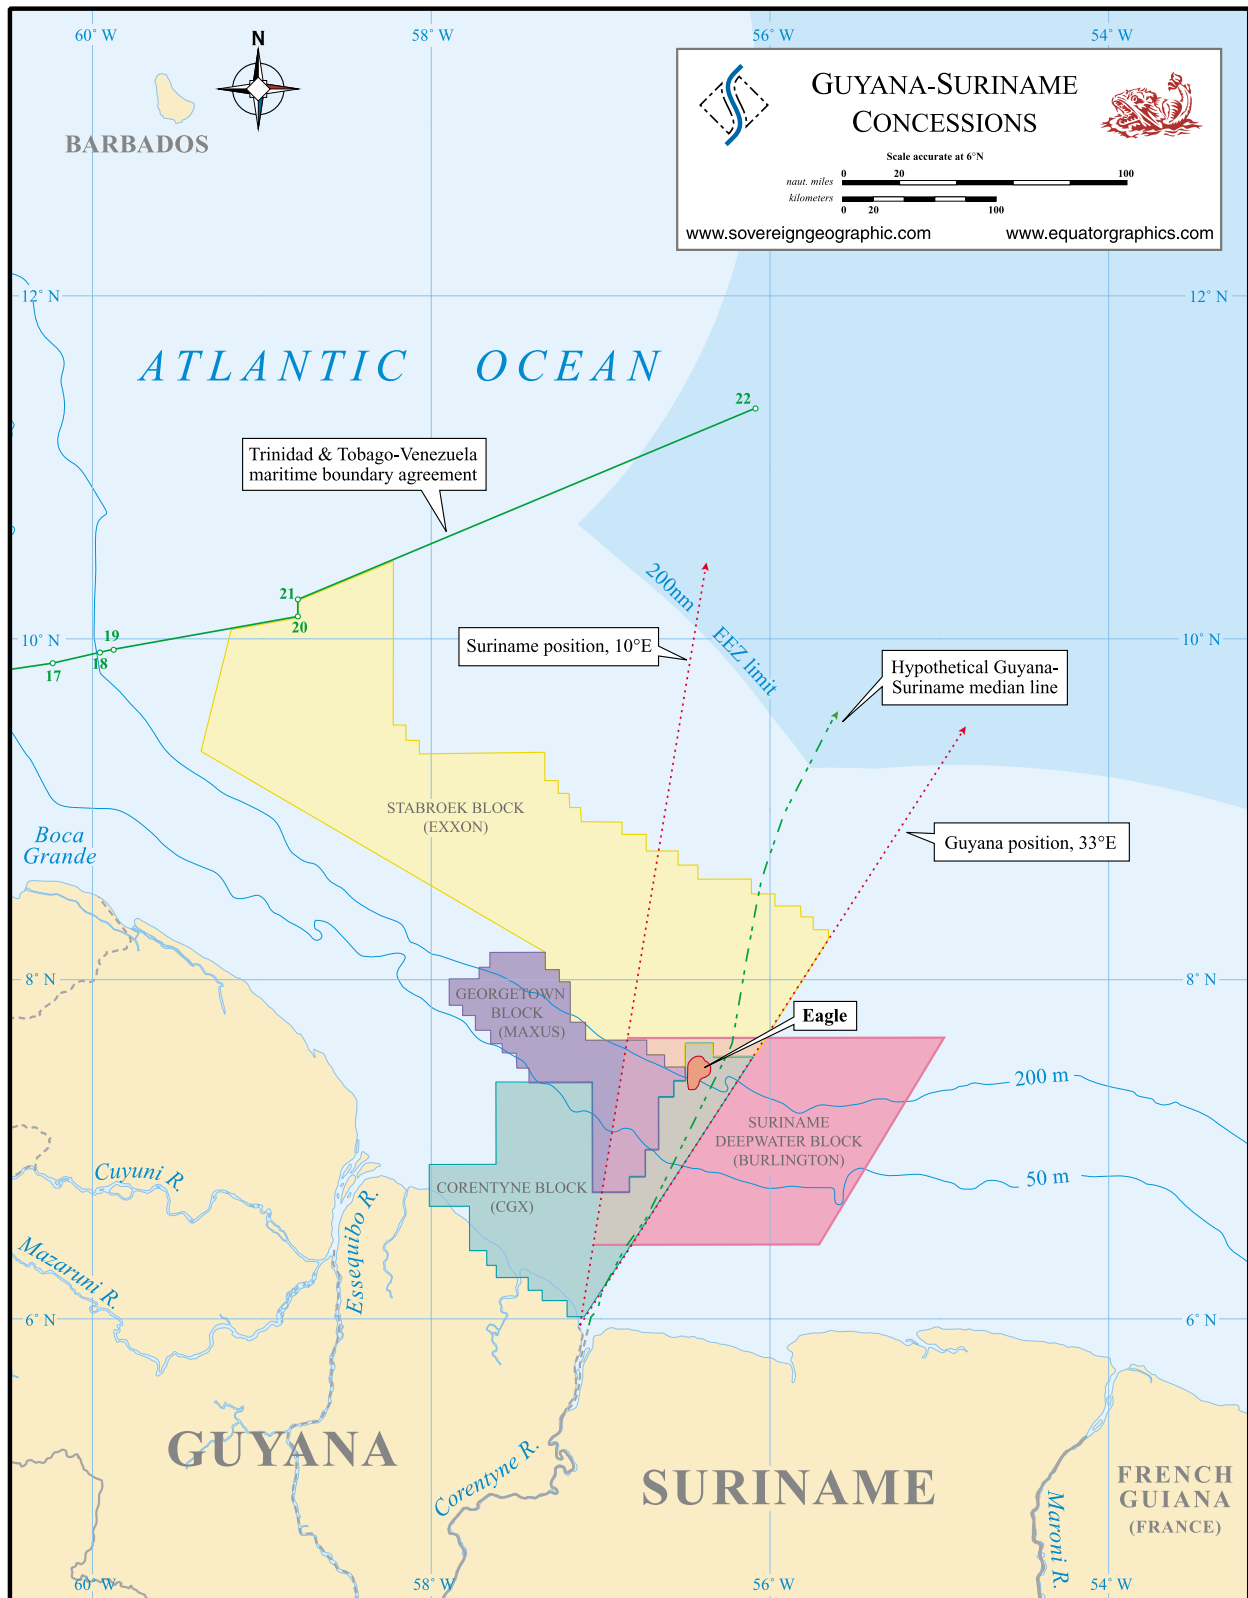 60° W
58° W
56° W
54° W
N
BARBADOS
GUYANA-SURINAME
CONCESSIONS
Scale accurate at 6°N
naut. miles
0
20
100
kilometers
0
20
100
www.sovereigngeographic.com
www.equatorgraphics.com
12° N
12° N
ATLANTIC OCEAN
22
Trinidad & Tobago-Venezuela
maritime boundary agreement
200nm
EEZ limit
21
20
19
18
17
10° N
10° N
Suriname position, 10°E
Hypothetical Guyana-
Suriname median line
STABROEK BLOCK
(EXXON)
Guyana position, 33°E
Boca
Grande
8° N
8° N
GEORGETOWN
BLOCK
(MAXUS)
Eagle
200 m
SURINAME
DEEPWATER BLOCK
(BURLINGTON)
50 m
Cuyuni R.
CORENTYNE BLOCK
(CGX)
Mazaruni R.
Essequibo R.
6° N
6° N
GUYANA
Corentyne R.
SURINAME
Maroni R.
FRENCH
GUIANA
(FRANCE)
60° W
58° W
56° W
54° W